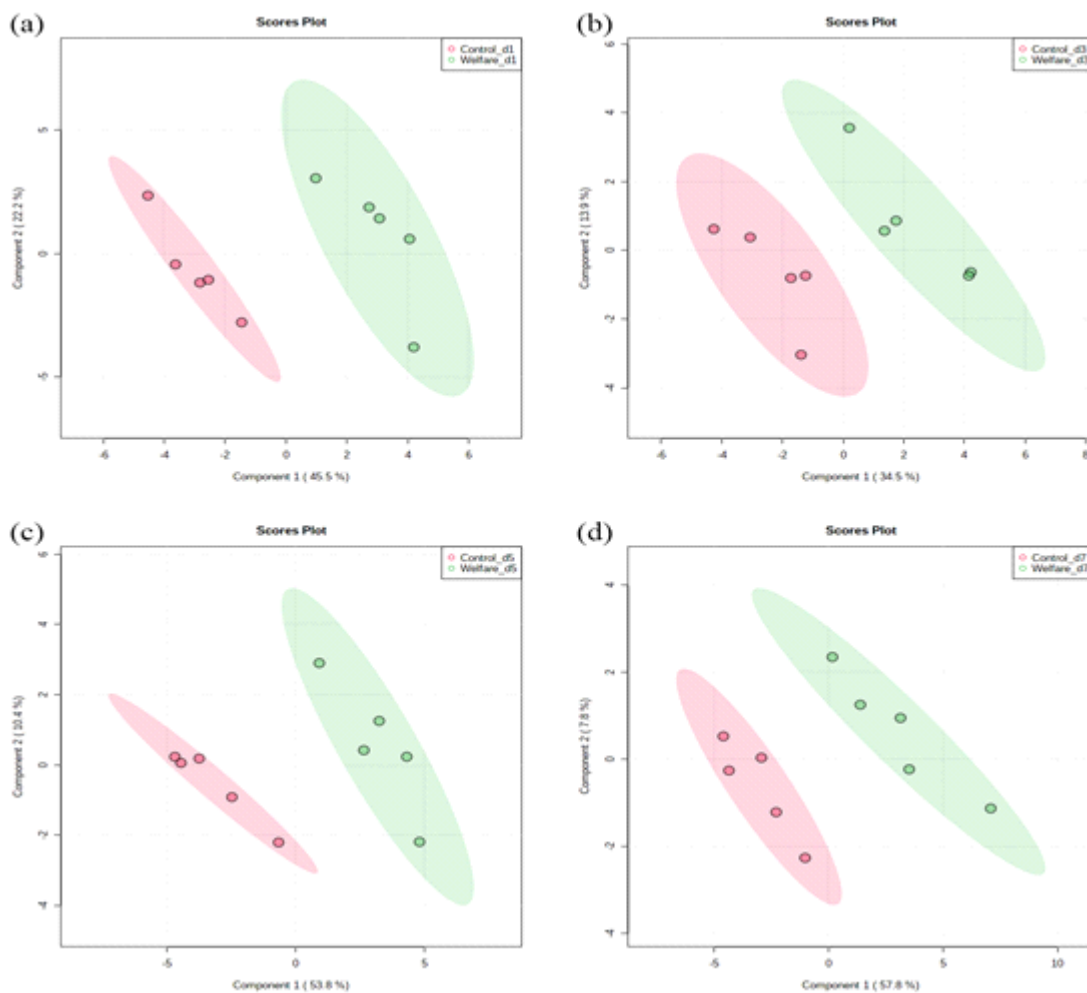 (a)
Scores Plot
Control_d1
Welfare_d1
Component 2 ( 22.2 %)
5
0
-5
-6 -4 -2 0 2 4 6
Component 1 ( 45.5 %)
(b)
Scores Plot
Control_d3
Welfare_d3
Component 2 ( 13.9 %)
6
4
2
0
-2
-4
-6 -4 -2 0 2 4 6 8
Component 1 ( 34.5 %)
(c)
Scores Plot
Control_d5
Welfare_d5
Component 2 ( 10.4 %)
6
4
2
0
-2
-4
-5 0 5
Component 1 ( 53.8 %)
(d)
Scores Plot
Control_d7
Welfare_d7
Component 2 ( 7.8 %)
4
2
0
-2
-4
-5 0 5 10
Component 1 ( 57.8 %)